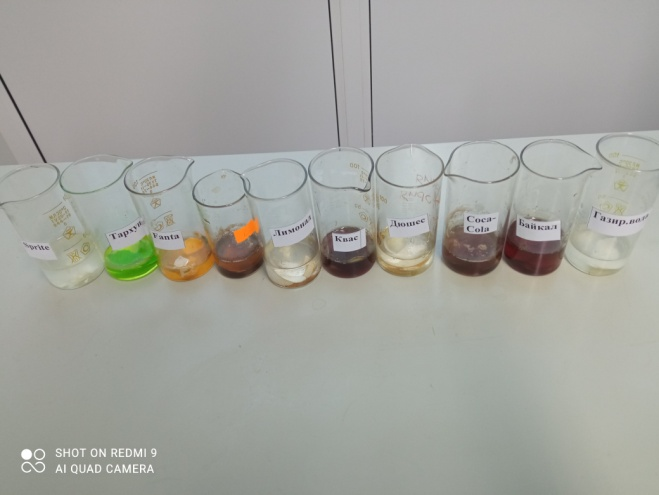 Sprite
Тархун
Fanta
Лимонад
Квас
Дюшес
Coca-
Cola
Байкал
Газир.вода
SHOT ON REDMI 9
AI QUAD CAMERA